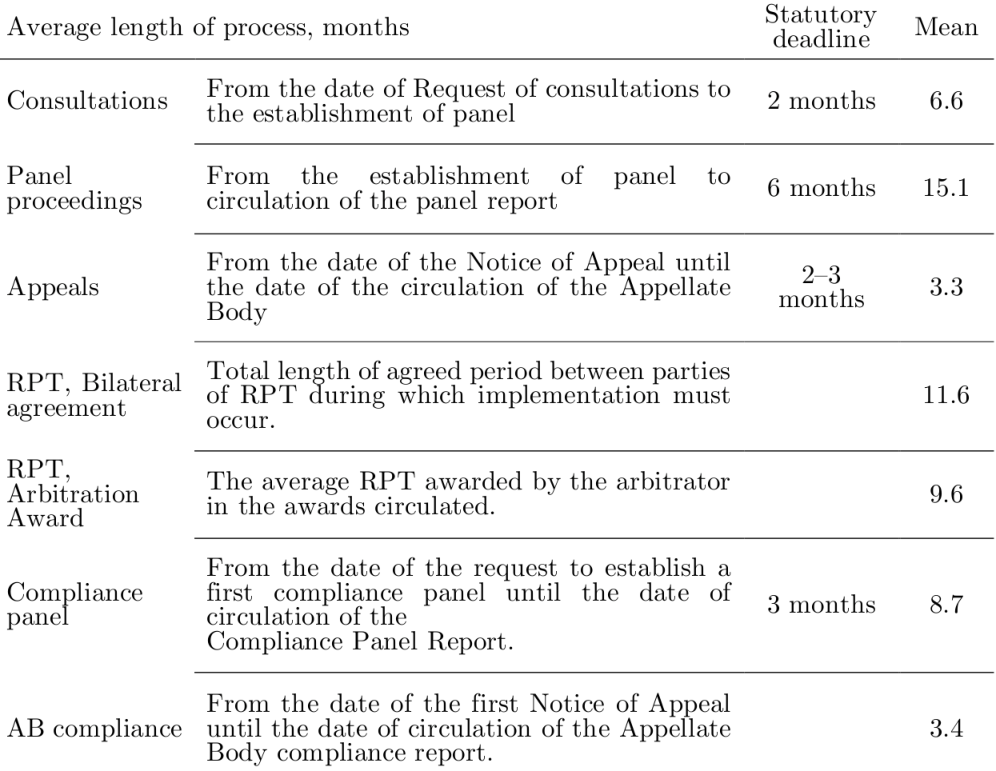 Average length of process, months Statutory deadline Mean
Consultations From the date of Request of consultations to
the establishment of panel 2 months 6.6
Panel
proceedings From the establishment of panel to
circulation of the panel report 6 months 15.1
Appeals From the date of the Notice of Appeal until
the date of the circulation of the Appellate
Body 2–3
months 3.3
RPT, Bilateral
agreement Total length of agreed period between parties
of RPT during which implementation must
occur. 11.6
RPT,
Arbitration
Award The average RPT awarded by the arbitrator
in the awards circulated. 9.6
Compliance
panel From the date of the request to establish a
first compliance panel until the date of
circulation of the
Compliance Panel Report. 3 months 8.7
AB compliance From the date of the first Notice of Appeal
until the date of circulation of the Appellate
Body compliance report. 3.4